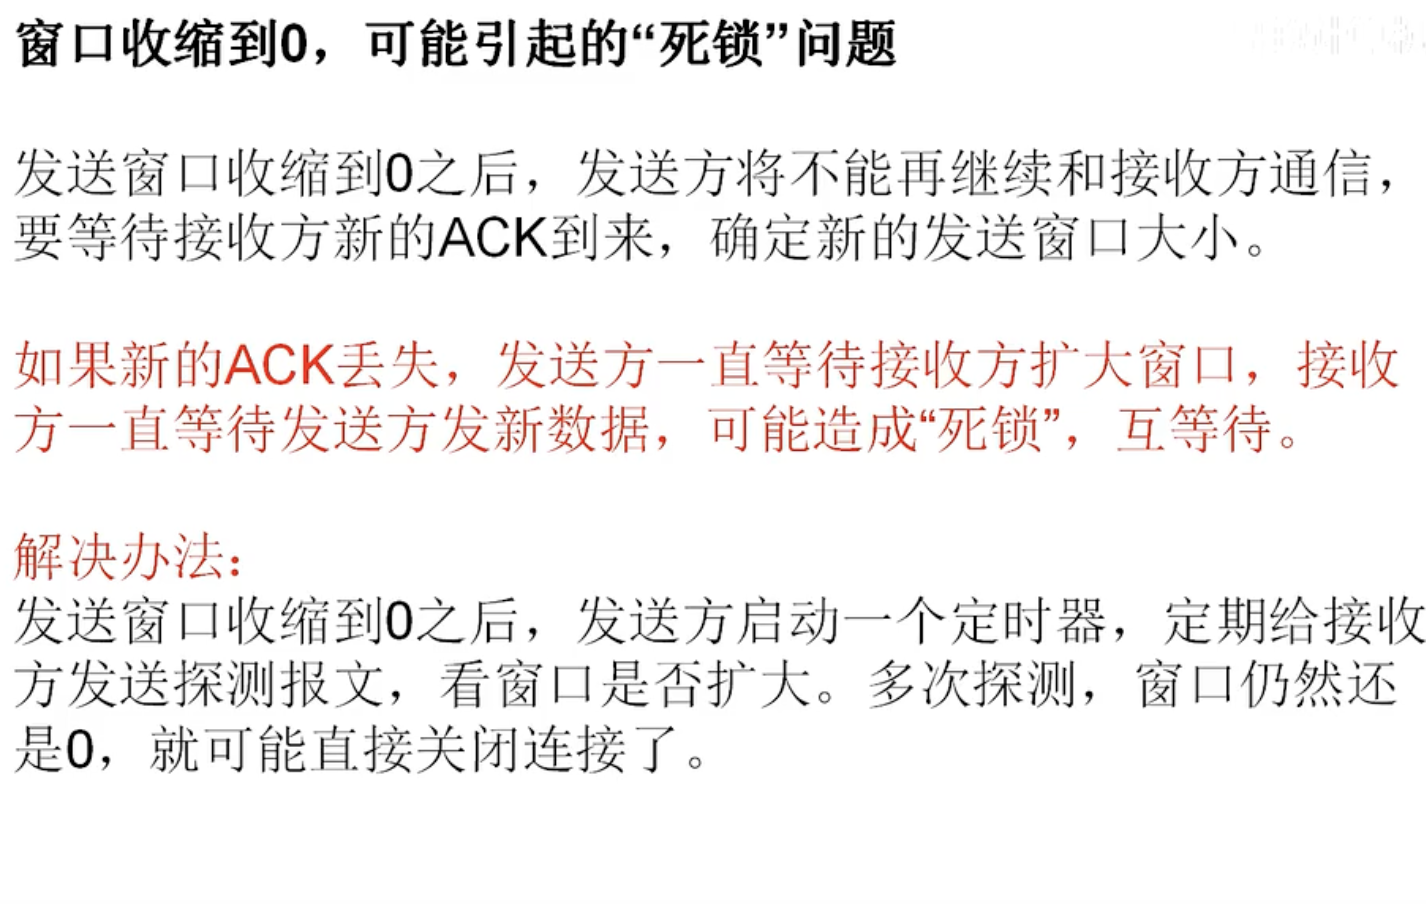 窗口收缩到0，可能引起的“死锁”问题
发送窗口收缩到0之后，发送方将不能再继续和接收方通信，
要等待接收方新的ACK到来，确定新的发送窗口大小。
如果新的ACK丢失，发送方一直等待接收方扩大窗口，接收
方一直等待发送方发新数据，可能造成“死锁”，互等待。
解决办法：
发送窗口收缩到0之后，发送方启动一个定时器，定期给接收
方发送探测报文，看窗口是否扩大。多次探测，窗口仍然还
是0，就可能直接关闭连接了。